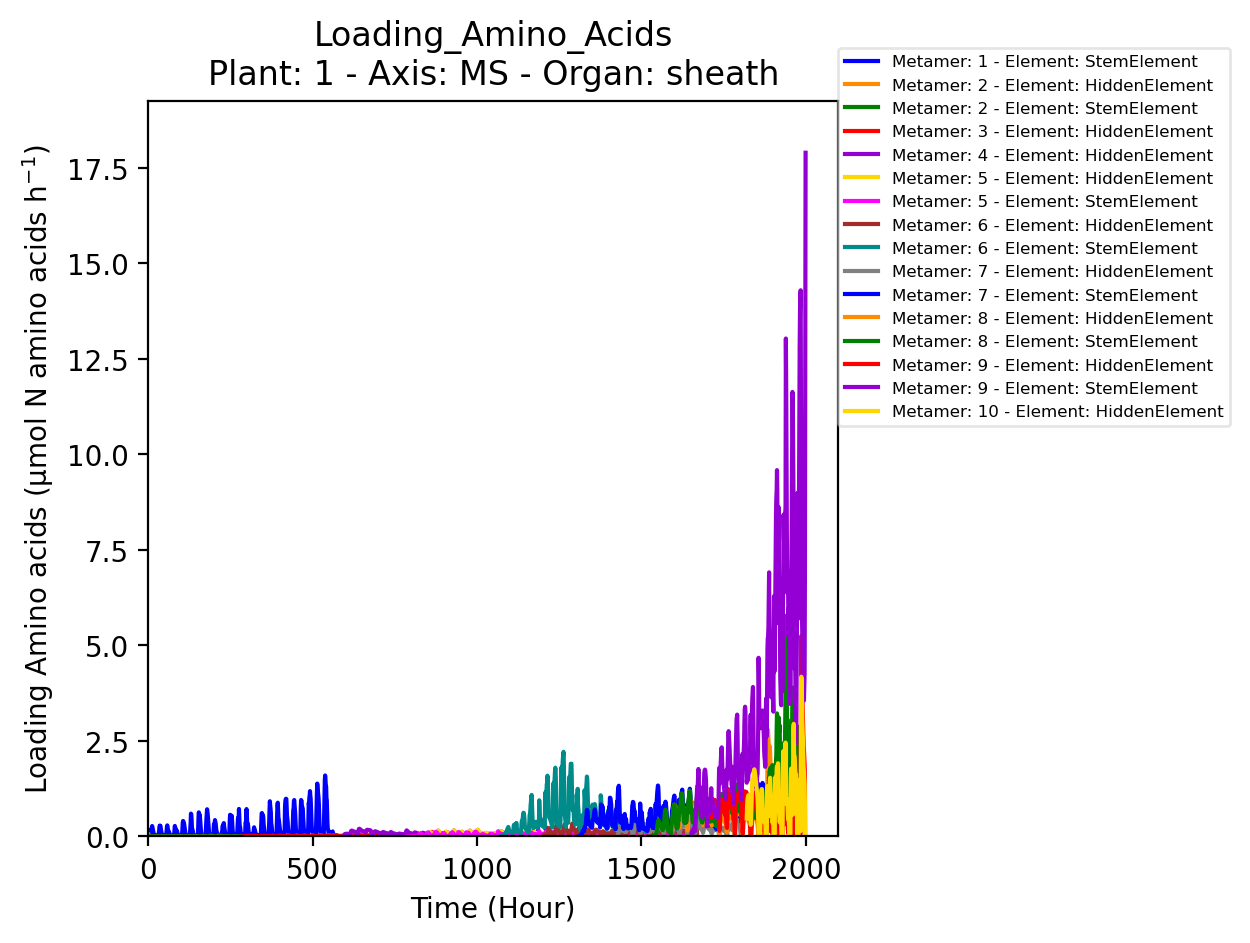 Loading_Amino_Acids
Plant: 1 - Axis: MS - Organ: sheath
Metamer: 1 - Element: StemElement
Metamer: 2 - Element: HiddenElement
Metamer: 2 - Element: StemElement
Metamer: 3 - Element: HiddenElement
Metamer: 4 - Element: HiddenElement
Metamer: 5 - Element: HiddenElement
Metamer: 5 - Element: StemElement
Metamer: 6 - Element: HiddenElement
Metamer: 6 - Element: StemElement
Metamer: 7 - Element: HiddenElement
Metamer: 7 - Element: StemElement
Metamer: 8 - Element: HiddenElement
Metamer: 8 - Element: StemElement
Metamer: 9 - Element: HiddenElement
Metamer: 9 - Element: StemElement
Metamer: 10 - Element: HiddenElement
Loading Amino acids (µmol N amino acids h⁻¹)
17.5
15.0
12.5
10.0
7.5
5.0
2.5
0.0
0 500 1000 1500 2000
Time (Hour)